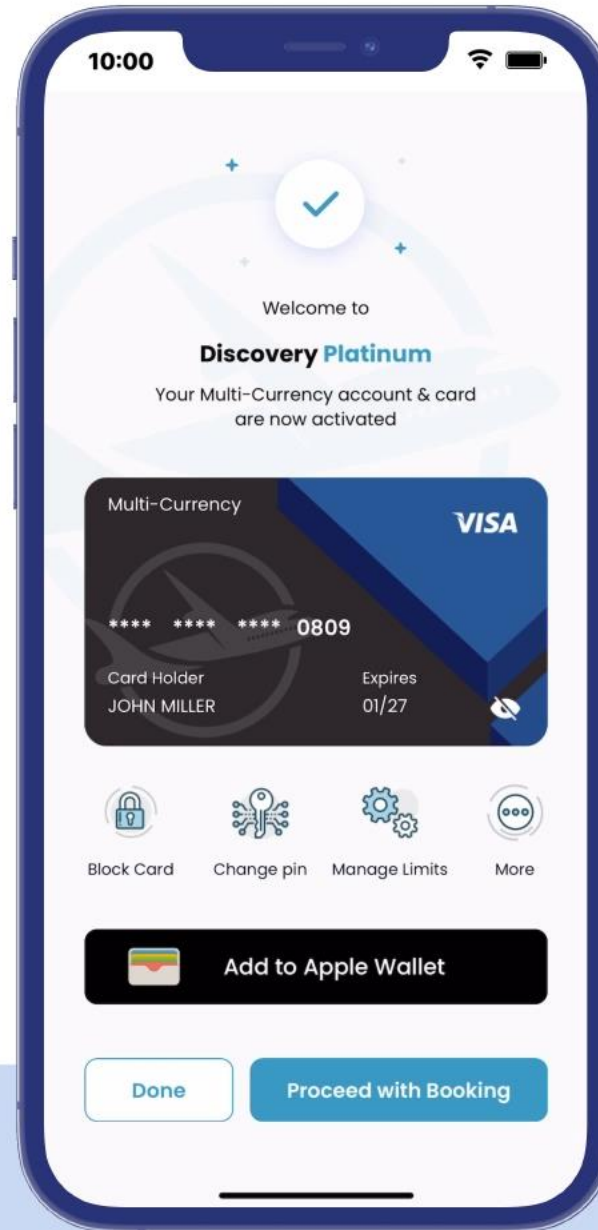 10:00
Welcome to
Discovery Platinum
Your Multi-Currency account & card
are now activated
Multi-Currency
VISA
**** **** **** 0809
Card Holder
Expires
JOHN MILLER
01/27
Block Card
Change pin
Manage Limits
More
Add to Apple Wallet
Done
Proceed with Booking